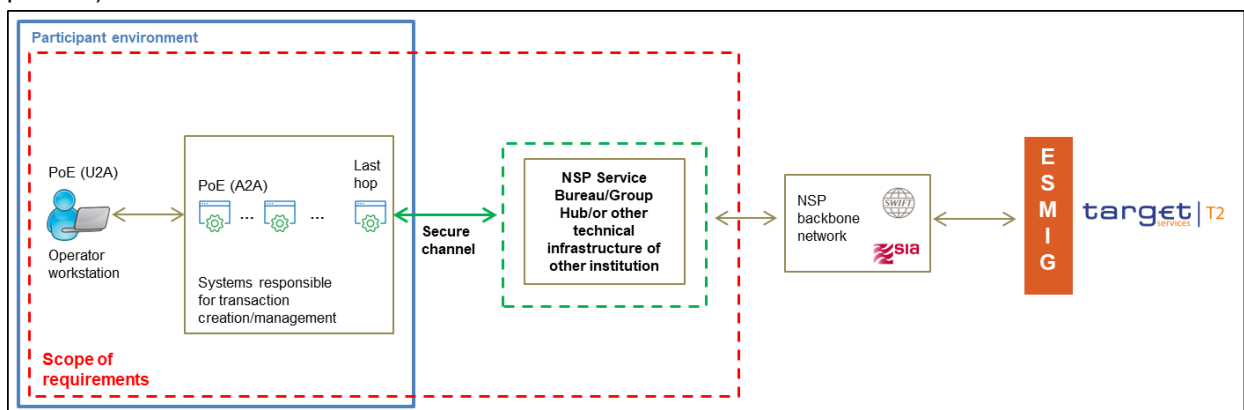 Participant environment
PoE (U2A)
Operator
workstation
PoE (A2A)
Last
hop
...
...
Systems responsible
for transaction
creation/management
Secure
channel
NSP Service
Bureau/Group
Hub/or other
technical
infrastructure of
other institution
NSP
backbone
network
SWIFT
sia
E
S
M
I
G
target
services
T2
Scope of
requirements